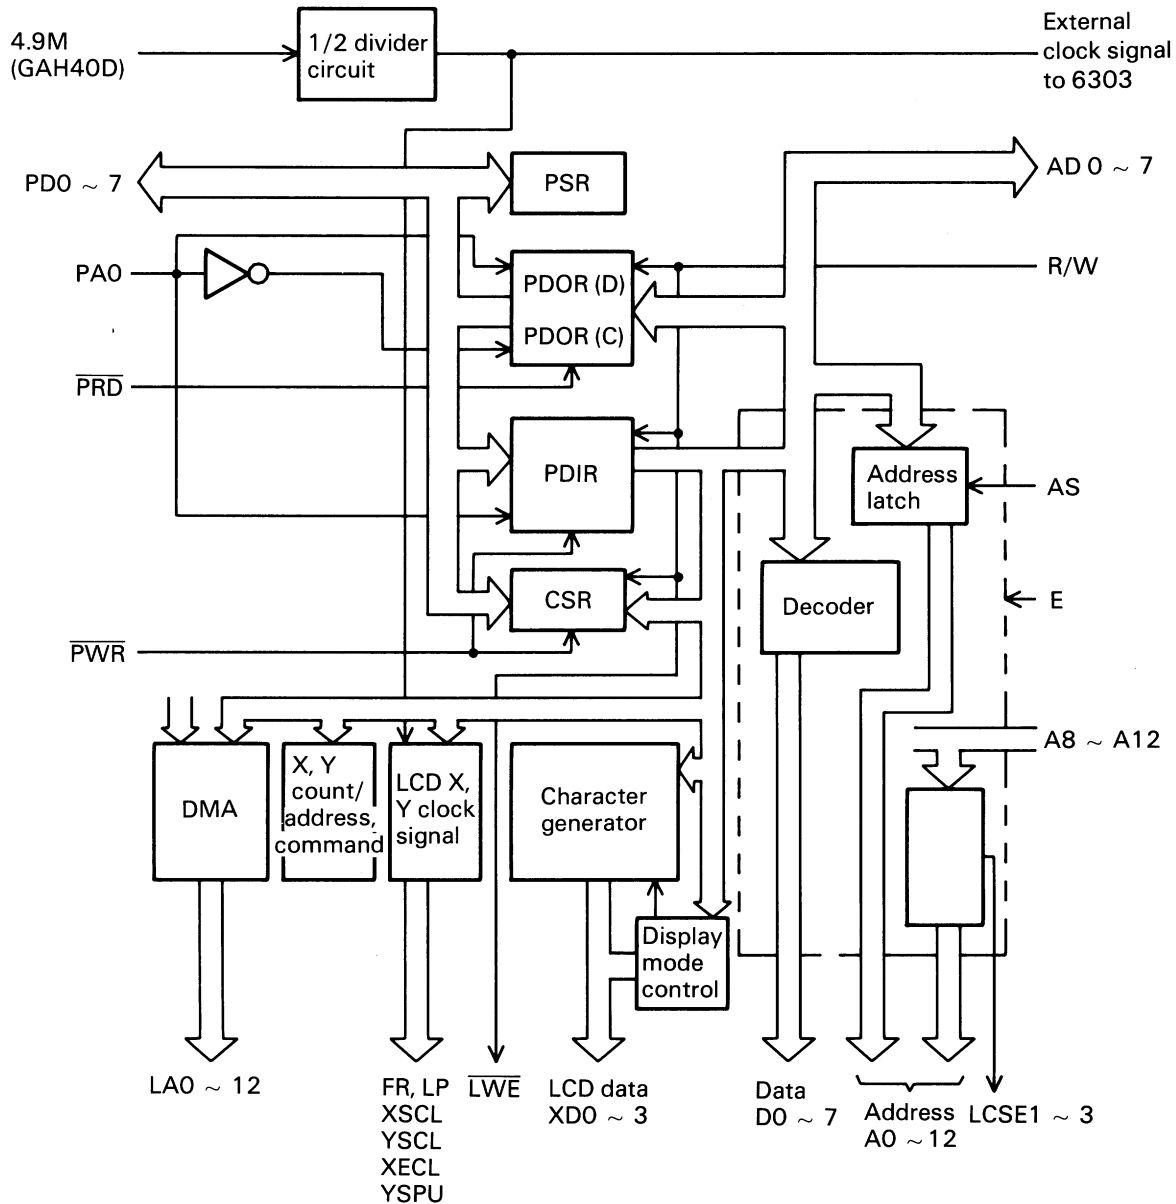 4.9M
(GAH40D)
1/2 divider
circuit
External
clock signal
to 6303
PD0 ~ 7
PSR
AD 0 ~ 7
PA0
PDOR (D)
PDOR (C)
R/W
PRD
PDIR
Address
latch
AS
CSR
Decoder
E
PWR
A8 ~ A12
DMA
X, Y
count/
address,
command
LCD X,
Y clock
signal
Character
generator
Display
mode
control
LA0 ~ 12
FR, LP
XSCL
YSCL
XECL
YSPU
LWE
LCD data
XD0 ~ 3
Data
D0 ~ 7
Address
A0 ~ 12
LCSE1 ~ 3